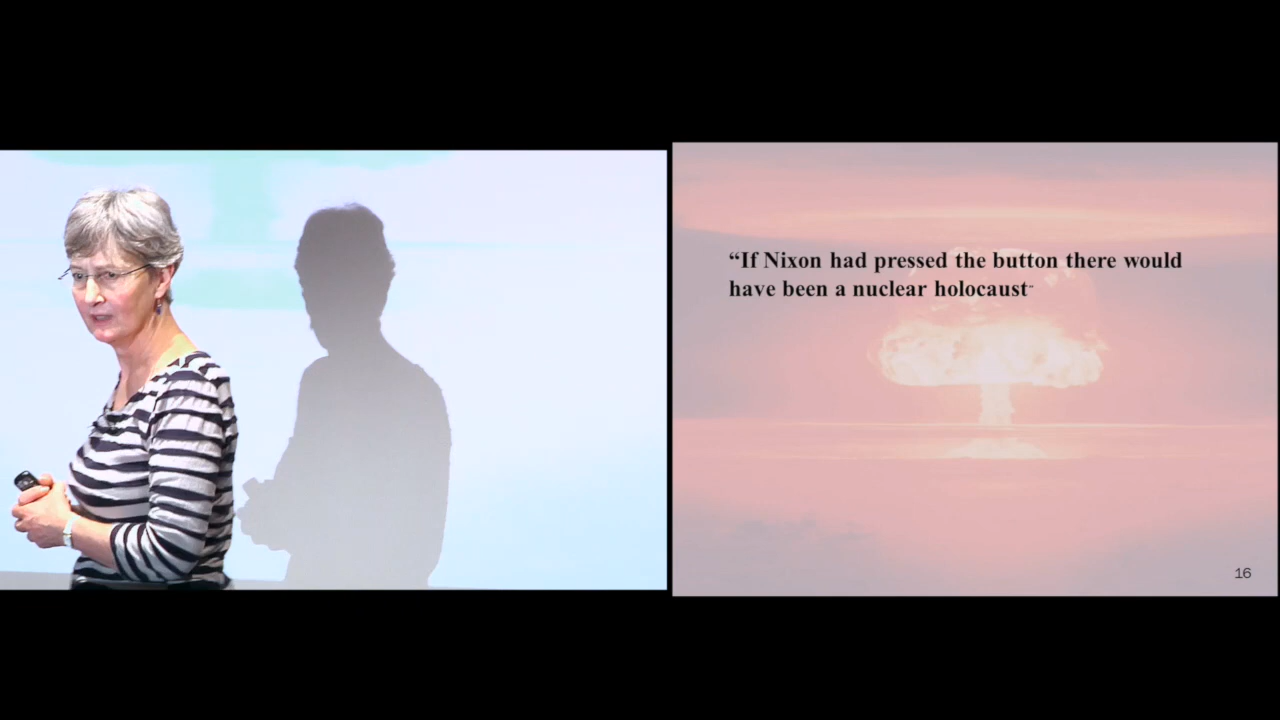 “If Nixon had pressed the button there would
have been a nuclear holocaust”
16